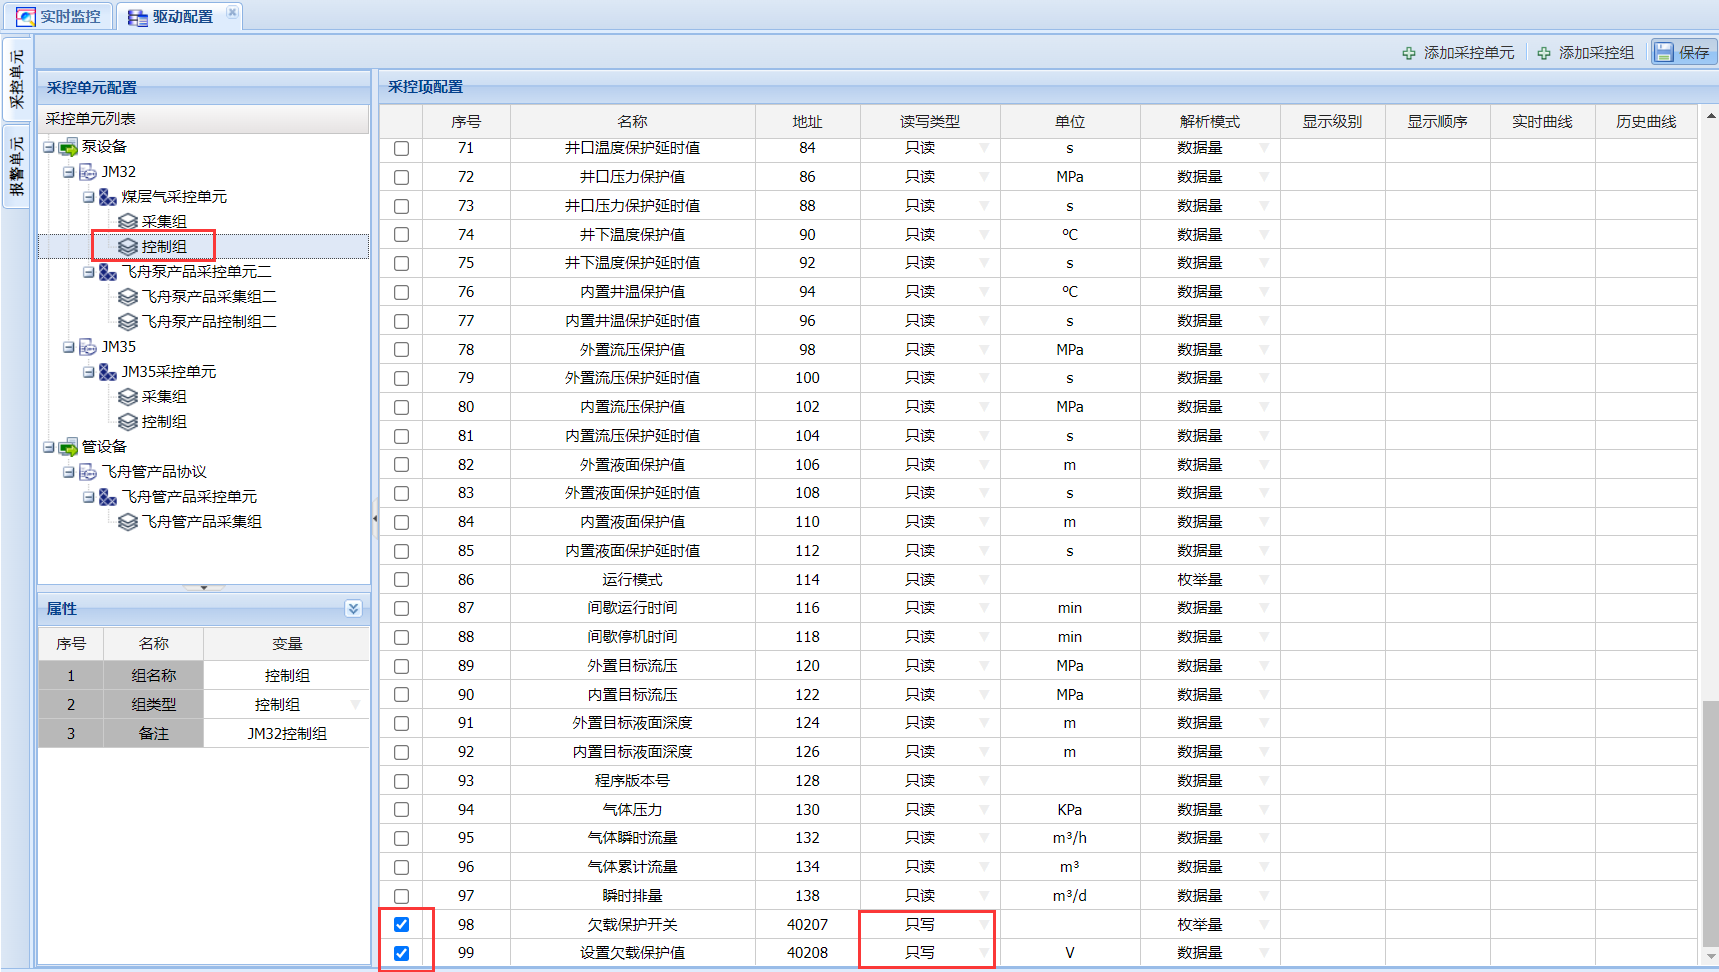 实时监控 驱动配置
采控单元
报警单元
添加采控单元 添加采控组 保存
采控单元配置
采控单元列表
泵设备
JM32
煤层气采控单元
采集组
控制组
飞舟泵产品采控单元二
飞舟泵产品采集组二
飞舟泵产品控制组二
JM35
JM35采控单元
采集组
控制组
管设备
飞舟管产品协议
飞舟管产品采控单元
飞舟管产品采集组
属性
序号 名称 变量
1 组名称 控制组
2 组类型 控制组
3 备注 JM32控制组
采控项配置
序号 名称 地址 读写类型 单位 解析模式 显示级别 显示顺序 实时曲线 历史曲线
71 井口温度保护延时值 84 只读 s 数据量
72 井口压力保护值 86 只读 MPa 数据量
73 井口压力保护延时值 88 只读 s 数据量
74 井下温度保护值 90 只读 ºC 数据量
75 井下温度保护延时值 92 只读 s 数据量
76 内置井温保护值 94 只读 ºC 数据量
77 内置井温保护延时值 96 只读 s 数据量
78 外置流压保护值 98 只读 MPa 数据量
79 外置流压保护延时值 100 只读 s 数据量
80 内置流压保护值 102 只读 MPa 数据量
81 内置流压保护延时值 104 只读 s 数据量
82 外置液面保护值 106 只读 m 数据量
83 外置液面保护延时值 108 只读 s 数据量
84 内置液面保护值 110 只读 m 数据量
85 内置液面保护延时值 112 只读 s 数据量
86 运行模式 114 只读 枚举量
87 间歇运行时间 116 只读 min 数据量
88 间歇停机时间 118 只读 min 数据量
89 外置目标流压 120 只读 MPa 数据量
90 内置目标流压 122 只读 MPa 数据量
91 外置目标液面深度 124 只读 m 数据量
92 内置目标液面深度 126 只读 m 数据量
93 程序版本号 128 只读 数据量
94 气体压力 130 只读 KPa 数据量
95 气体瞬时流量 132 只读 m³/h 数据量
96 气体累计流量 134 只读 m³ 数据量
97 瞬时排量 138 只读 m³/d 数据量
98 欠载保护开关 40207 只写 枚举量
99 设置欠载保护值 40208 只写 V 数据量